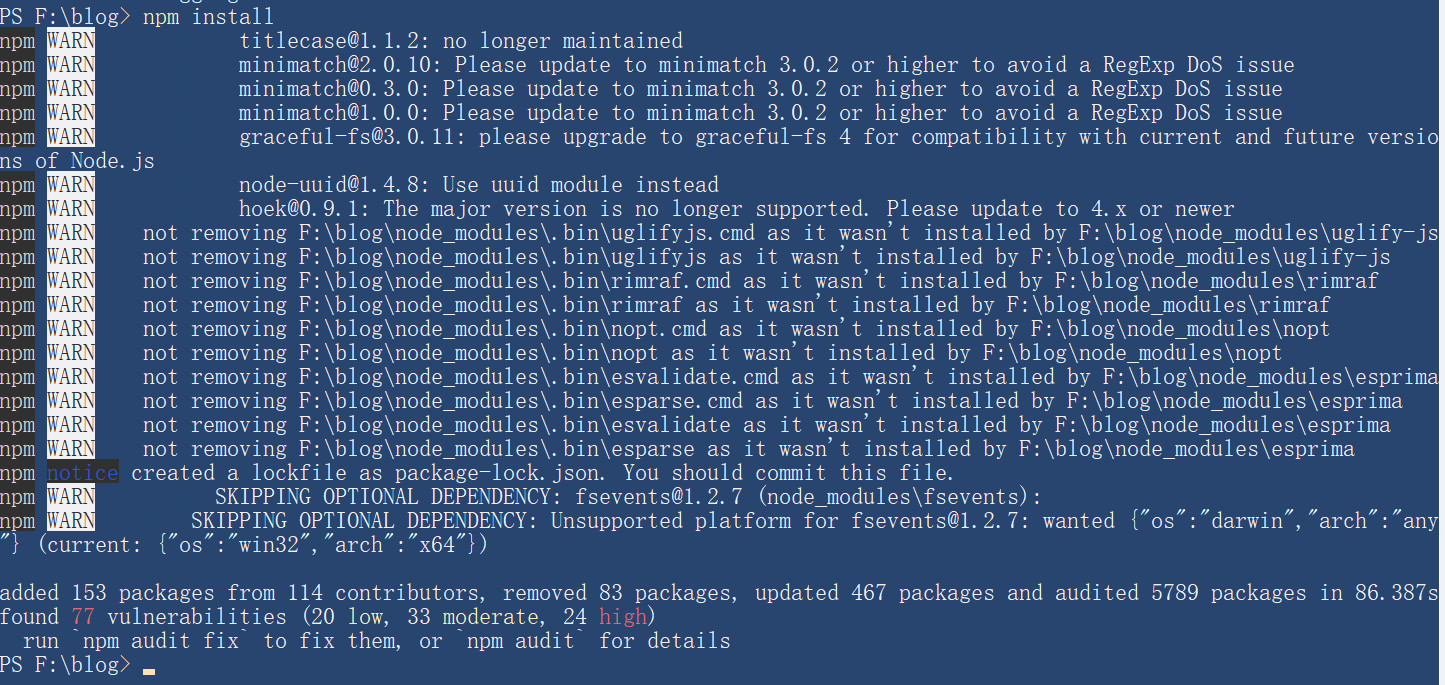 PS F:\blog> npm install
npm WARN titlecase@1.1.2: no longer maintained
npm WARN minimatch@2.0.10: Please update to minimatch 3.0.2 or higher to avoid a RegExp DoS issue
npm WARN minimatch@0.3.0: Please update to minimatch 3.0.2 or higher to avoid a RegExp DoS issue
npm WARN minimatch@1.0.0: Please update to minimatch 3.0.2 or higher to avoid a RegExp DoS issue
npm WARN graceful-fs@3.0.11: please upgrade to graceful-fs 4 for compatibility with current and future versio
ns of Node.js
npm WARN node-uuid@1.4.8: Use uuid module instead
npm WARN hoek@0.9.1: The major version is no longer supported. Please update to 4.x or newer
npm WARN not removing F:\blog\node_modules\.bin\uglifyjs.cmd as it wasn't installed by F:\blog\node_modules\uglify-js
npm WARN not removing F:\blog\node_modules\.bin\uglifyjs as it wasn't installed by F:\blog\node_modules\uglify-js
npm WARN not removing F:\blog\node_modules\.bin\rimraf.cmd as it wasn't installed by F:\blog\node_modules\rimraf
npm WARN not removing F:\blog\node_modules\.bin\rimraf as it wasn't installed by F:\blog\node_modules\rimraf
npm WARN not removing F:\blog\node_modules\.bin\nopt.cmd as it wasn't installed by F:\blog\node_modules\nopt
npm WARN not removing F:\blog\node_modules\.bin\nopt as it wasn't installed by F:\blog\node_modules\nopt
npm WARN not removing F:\blog\node_modules\.bin\esvalidate.cmd as it wasn't installed by F:\blog\node_modules\esprima
npm WARN not removing F:\blog\node_modules\.bin\esparse.cmd as it wasn't installed by F:\blog\node_modules\esprima
npm WARN not removing F:\blog\node_modules\.bin\esvalidate as it wasn't installed by F:\blog\node_modules\esprima
npm WARN not removing F:\blog\node_modules\.bin\esparse as it wasn't installed by F:\blog\node_modules\esprima
npm notice created a lockfile as package-lock.json. You should commit this file.
npm WARN SKIPPING OPTIONAL DEPENDENCY: fsevents@1.2.7 (node_modules\fsevents):
npm WARN SKIPPING OPTIONAL DEPENDENCY: Unsupported platform for fsevents@1.2.7: wanted {"os":"darwin","arch":"any
"} (current: {"os":"win32","arch":"x64"})
added 153 packages from 114 contributors, removed 83 packages, updated 467 packages and audited 5789 packages in 86.387s
found 77 vulnerabilities (20 low, 33 moderate, 24 high)
run `npm audit fix` to fix them, or `npm audit` for details
PS F:\blog>